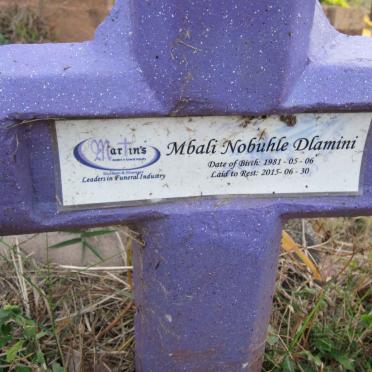 Martin's
Leaders in Funeral Industry
Mbali Nobuhle Dlamini
Date of Birth: 1981 - 05 - 06
Laid to Rest: 2015- 06 - 30